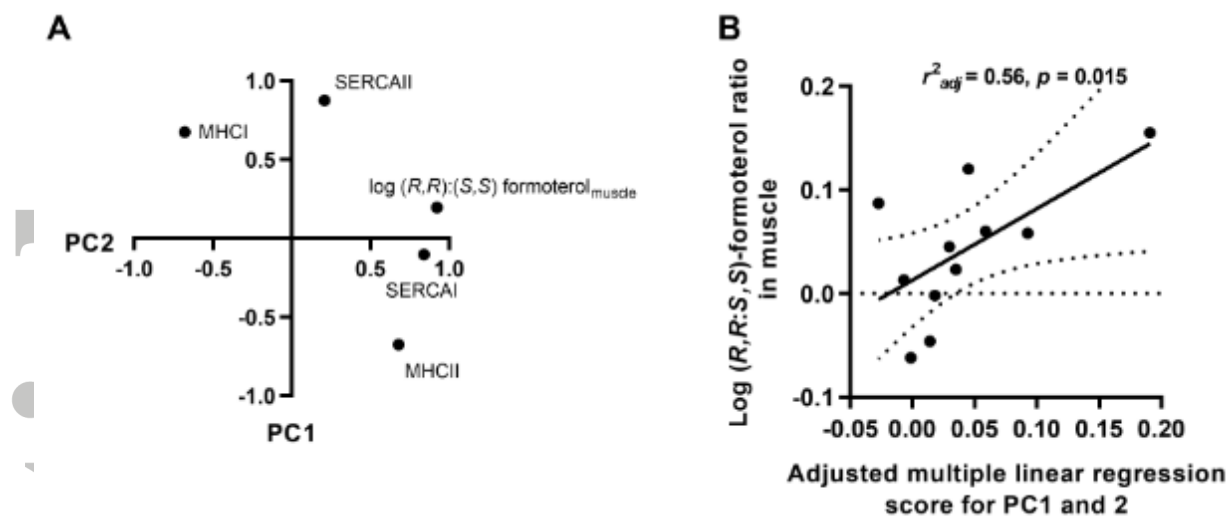 A
1.0
SERCAII
MHCI
0.5
log (R,R):(S,S) formoterol muscle
PC2
-1.0
-0.5
0.5
1.0
SERCAI
-0.5
MHCII
-1.0
PC1
B
r²adj = 0.56, p = 0.015
0.2
0.1
0.0
-0.1
Log (R,R:S,S)-formoterol ratio
in muscle
-0.05
0.00
0.05
0.10
0.15
0.20
Adjusted multiple linear regression
score for PC1 and 2